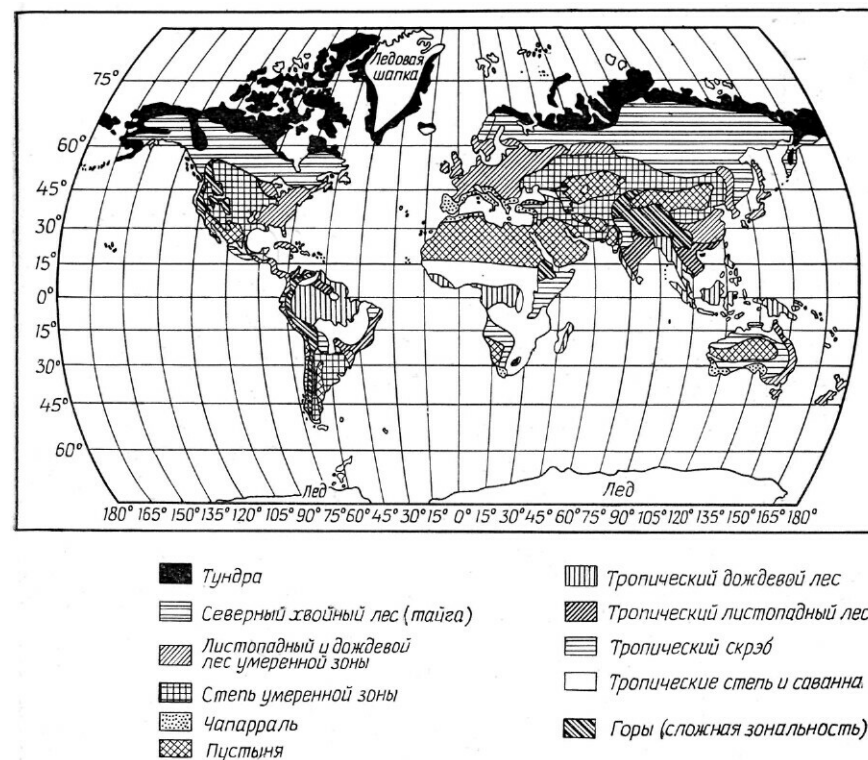 Ледовая
шапка
75°
60°
45°
30°
15°
0°
15°
30°
45°
60°
Лед
Лед
180° 165° 150° 135° 120° 105° 90° 75° 60° 45° 30° 15° 0° 15° 30° 45° 60° 75° 90° 105° 120° 135° 150° 165° 180°
Тундра
Северный хвойный лес (тайга)
Листопадный и дождевой
лес умеренной зоны
Степь умеренной зоны
Чапарраль
Пустыня
Тропический дождевой лес
Тропический листопадный лес
Тропический скрэб
Тропические степь и саванна
Горы (сложная зональность)